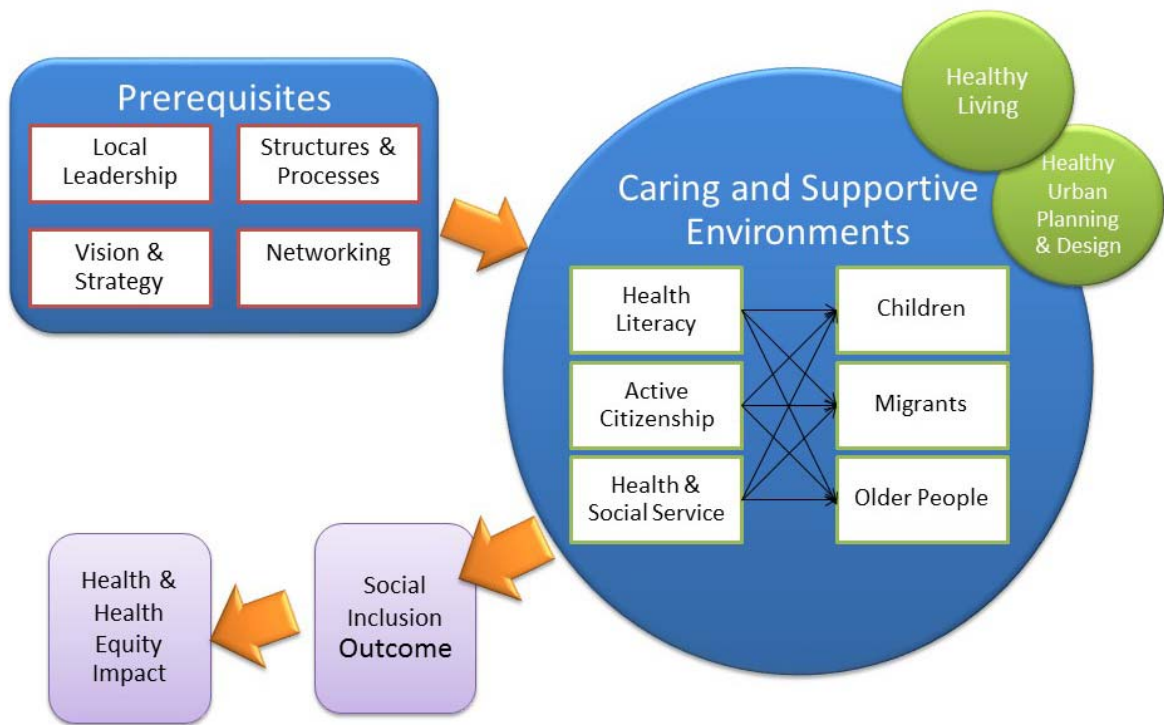 Prerequisites
Local
Leadership
Structures &
Processes
Vision &
Strategy
Networking
Healthy
Living
Healthy
Urban
Planning
& Design
Caring and Supportive
Environments
Health
Literacy
Children
Active
Citizenship
Migrants
Health &
Social Service
Older People
Social
Inclusion
Outcome
Health &
Health
Equity
Impact